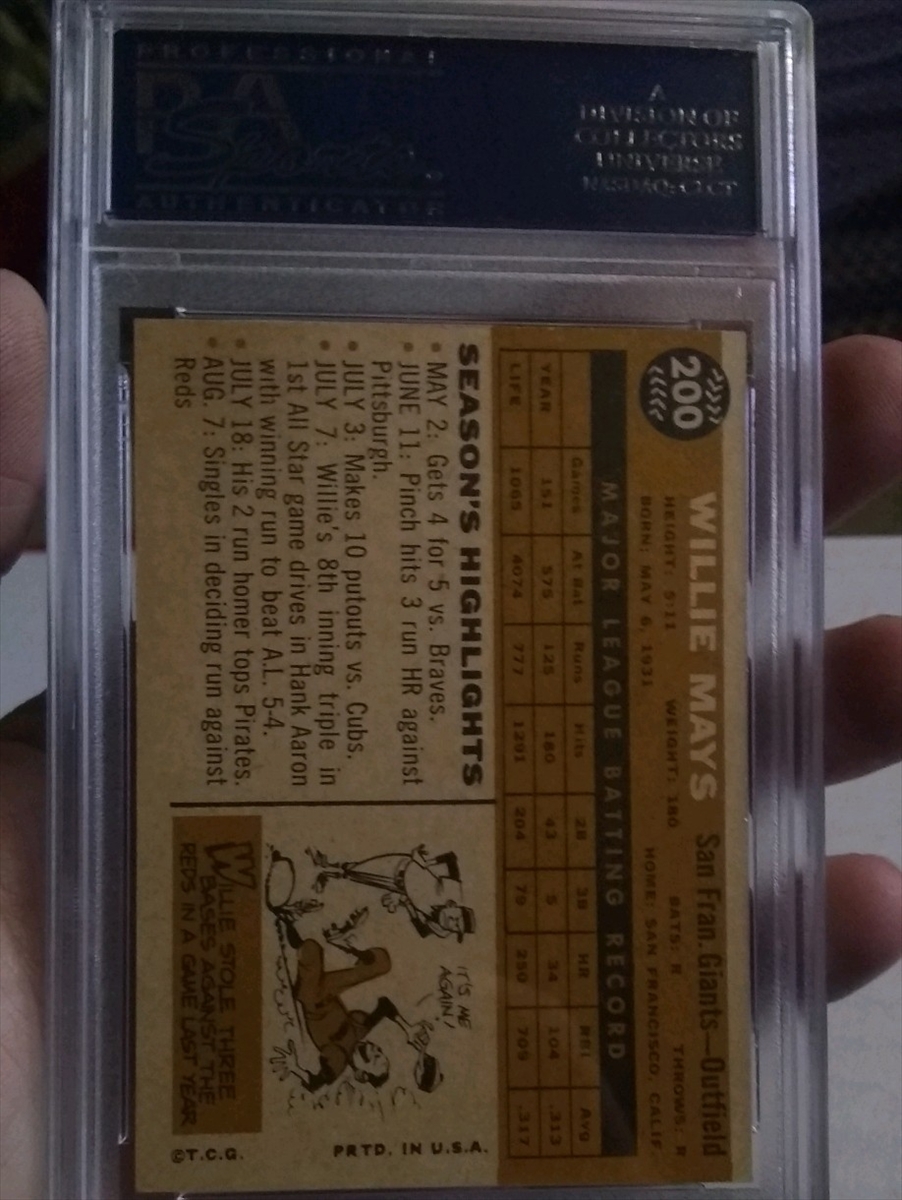 PROFESSIONAL
PSA
Sports
AUTHENTICATOR
A
DIVISION OF
COLLECTORS
UNIVERSE
NASDAQ: CLCT
200
WILLIE MAYS San Fran. Giants—Outfield
HEIGHT: 5:11 WEIGHT: 180 BATS: R THROWS: R
BORN: MAY 6, 1931 HOME: SAN FRANCISCO, CALIF.
MAJOR LEAGUE BATTING RECORD
Games At Bat Runs Hits 2B 3B HR RBI Avg
YEAR 151 575 125 180 43 5 34 104 .313
LIFE 1065 4074 777 1291 204 79 250 709 .317
SEASON'S HIGHLIGHTS
• MAY 2: Gets 4 for 5 vs. Braves.
• JUNE 11: Pinch hits 3 run HR against
Pittsburgh.
• JULY 3: Makes 10 putouts vs. Cubs.
• JULY 7: Willie's 8th inning triple in
1st All Star game drives in Hank Aaron
with winning run to beat A.L. 5-4.
• JULY 18: His 2 run homer tops Pirates.
• AUG. 7: Singles in deciding run against
Reds
IT'S ME
AGAIN!
WILLIE STOLE THREE
BASES AGAINST THE
REDS IN A GAME LAST YEAR
©T.C.G. PRTD. IN U.S.A.